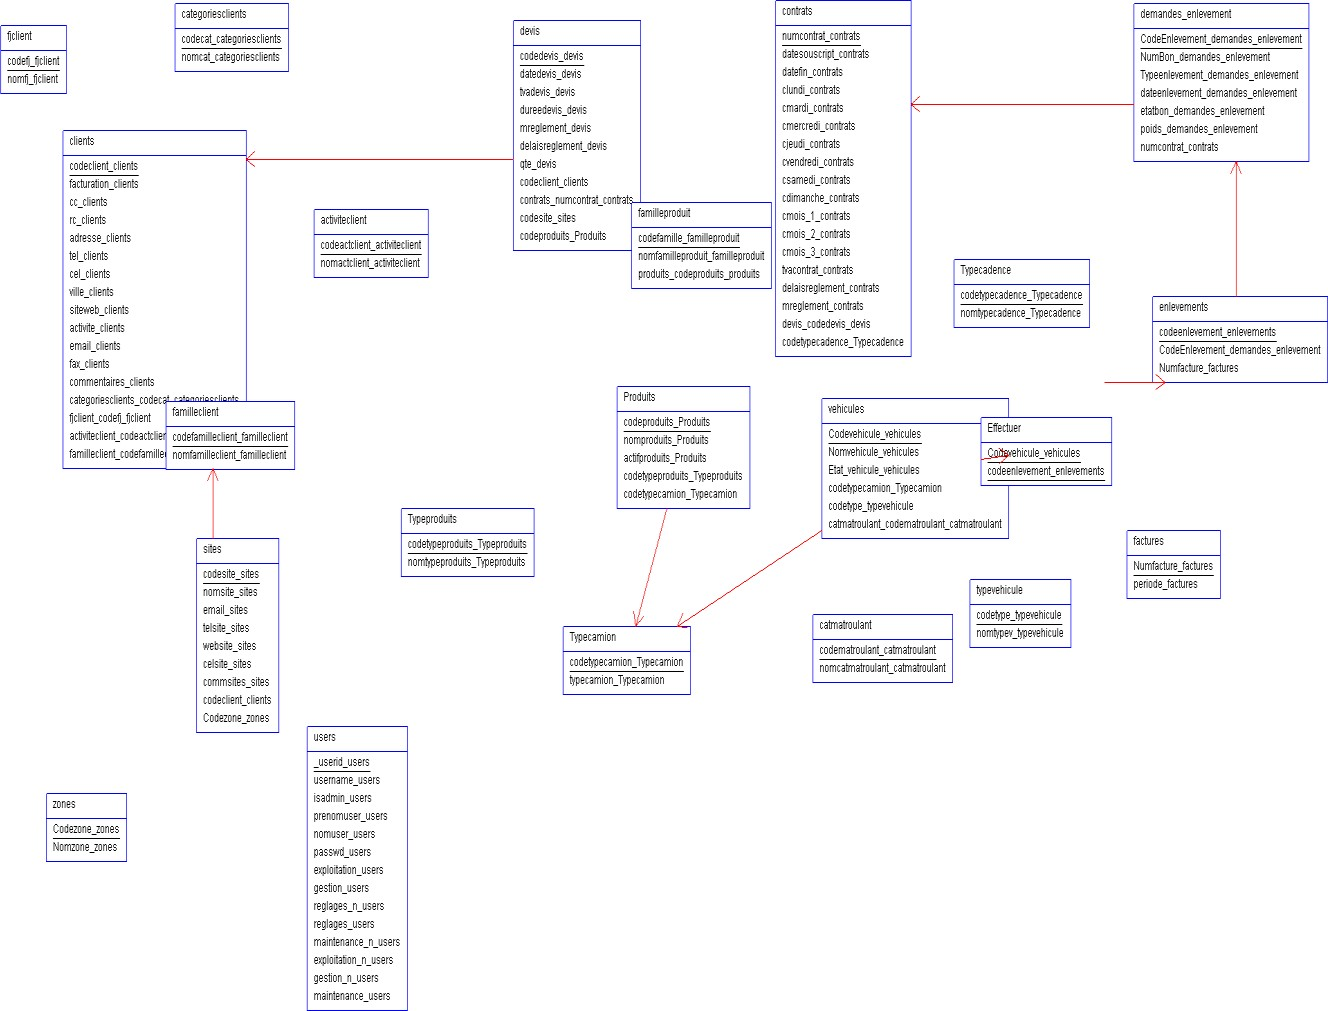 fjclient
codefj_fjclient
nomfj_fjclient
categoriesclients
codecat_categoriesclients
nomcat_categoriesclients
devis
codedevis_devis
datedevis_devis
tvadevis_devis
dureedevis_devis
mreglement_devis
delaisreglement_devis
qte_devis
codeclient_clients
contrats_numcontrat_contrats
codesite_sites
codeproduits_Produits
contrats
numcontrat_contrats
datesouscript_contrats
datefin_contrats
clundi_contrats
cmardi_contrats
cmercredi_contrats
cjeudi_contrats
cvendredi_contrats
csamedi_contrats
cdimanche_contrats
cmois_1_contrats
cmois_2_contrats
cmois_3_contrats
tvacontrat_contrats
delaisreglement_contrats
mreglement_contrats
devis_codedevis_devis
codetypecadence_Typecadence
demandes_enlevement
CodeEnlevement_demandes_enlevement
NumBon_demandes_enlevement
Typeenlevement_demandes_enlevement
dateenlevement_demandes_enlevement
etatbon_demandes_enlevement
poids_demandes_enlevement
numcontrat_contrats
clients
codeclient_clients
facturation_clients
cc_clients
rc_clients
adresse_clients
tel_clients
cel_clients
ville_clients
siteweb_clients
activite_clients
email_clients
fax_clients
commentaires_clients
categoriesclients_codecat_categoriesclients
fjclient_codefj_fjclient
activiteclient_codeactclien
familleclient_codefamillec
activiteclient
codeactclient_activiteclient
nomactclient_activiteclient
familleproduit
codefamille_familleproduit
nomfamilleproduit_familleproduit
produits_codeproduits_produits
Typecadence
codetypecadence_Typecadence
nomtypecadence_Typecadence
enlevements
codeenlevement_enlevements
CodeEnlevement_demandes_enlevement
Numfacture_factures
familleclient
codefamilleclient_familleclient
nomfamilleclient_familleclient
Produits
codeproduits_Produits
nomproduits_Produits
actifproduits_Produits
codetypeproduits_Typeproduits
codetypecamion_Typecamion
vehicules
Codevehicule_vehicules
Nomvehicule_vehicules
Etat_vehicule_vehicules
codetypecamion_Typecamion
codetype_typevehicule
catmatroulant_codematroulant_catmatroulant
Effectuer
Codevehicule_vehicules
codeenlevement_enlevements
Typeproduits
codetypeproduits_Typeproduits
nomtypeproduits_Typeproduits
factures
Numfacture_factures
periode_factures
sites
codesite_sites
nomsite_sites
email_sites
telsite_sites
website_sites
celsite_sites
commsites_sites
codeclient_clients
Codezone_zones
typevehicule
codetype_typevehicule
nomtypev_typevehicule
catmatroulant
codematroulant_catmatroulant
nomcatmatroulant_catmatroulant
Typecamion
codetypecamion_Typecamion
typecamion_Typecamion
users
_userid_users
username_users
isadmin_users
prenomuser_users
nomuser_users
passwd_users
exploitation_users
gestion_users
reglages_n_users
reglages_users
maintenance_n_users
exploitation_n_users
gestion_n_users
maintenance_users
zones
Codezone_zones
Nomzone_zones